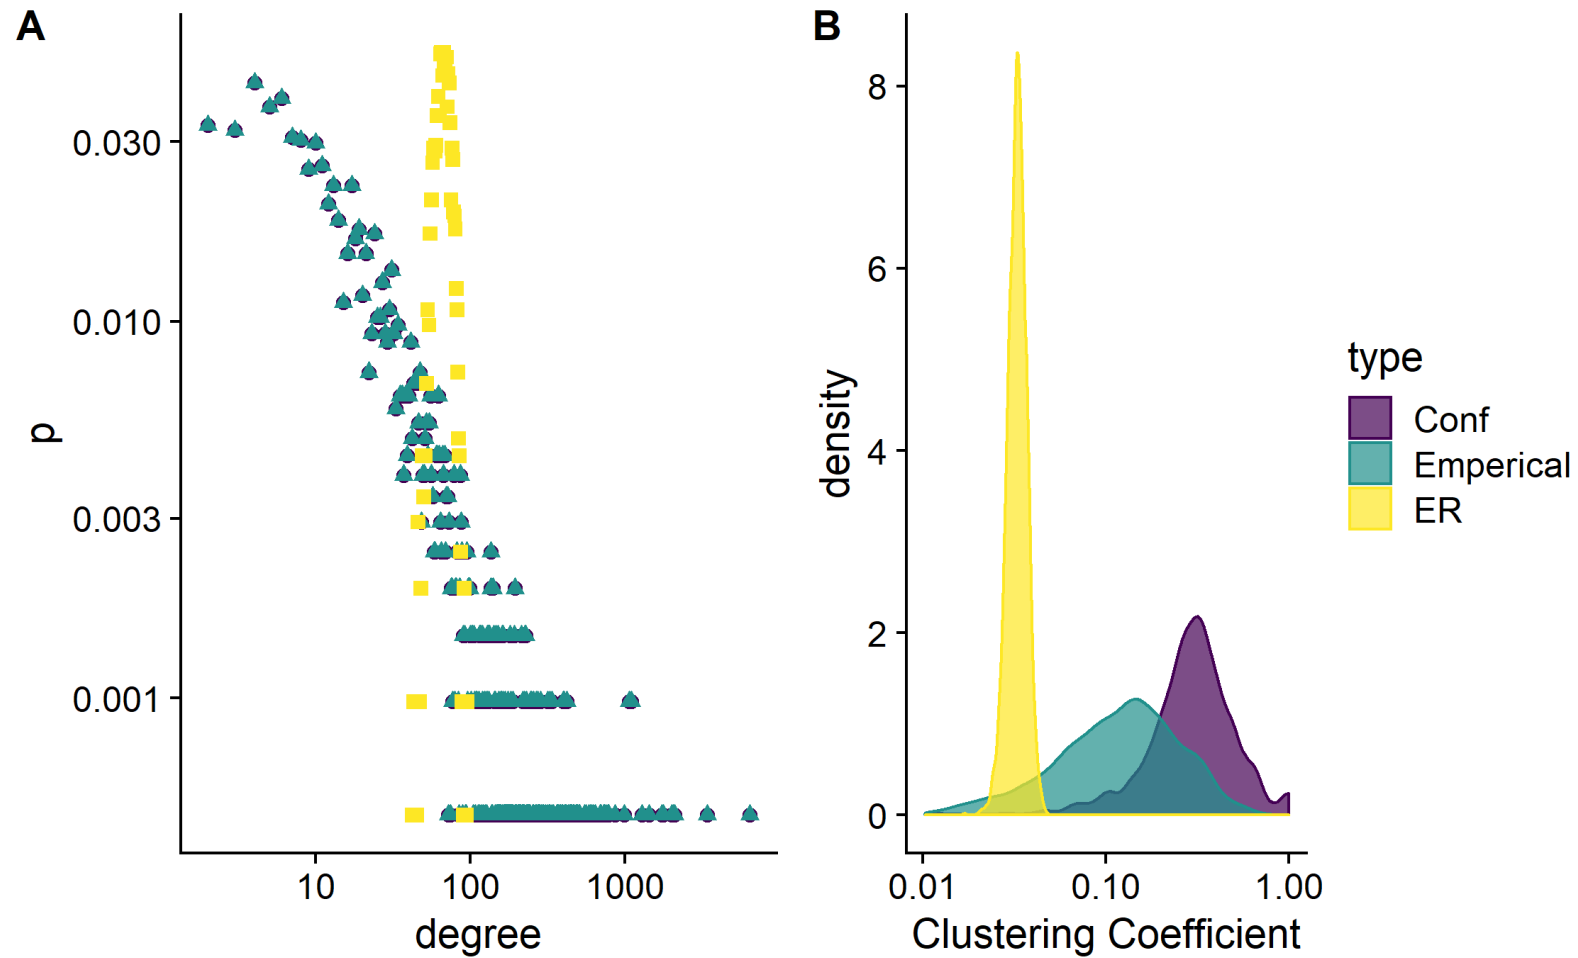 A
0.030
0.010
0.003
0.001
p
10 100 1000
degree
B
8
6
4
2
0
density
0.01 0.10 1.00
Clustering Coefficient
type
Conf
Emperical
ER